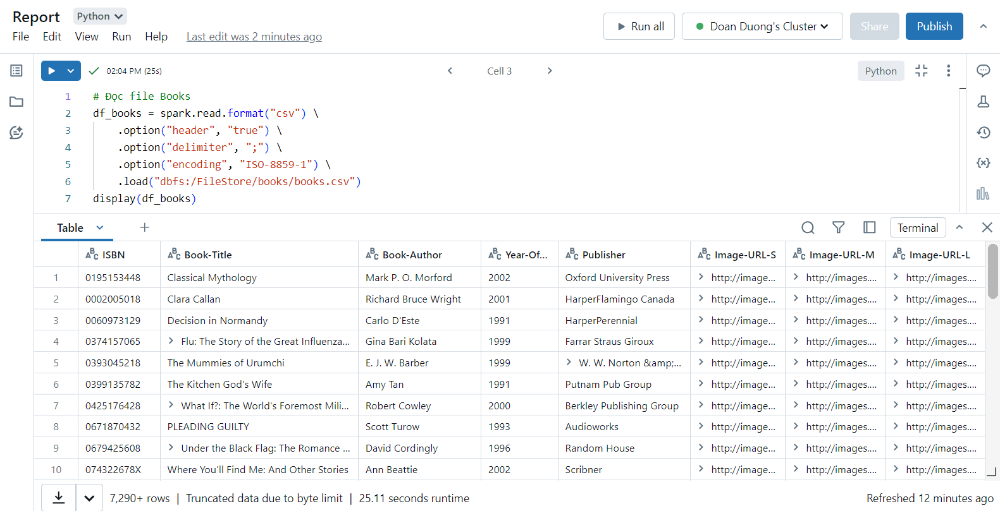 Report Python
File Edit View Run Help Last edit was 2 minutes ago
Run all Doan Duong's Cluster Share Publish
02:04 PM (25s) Cell 3 Python
1 # Đọc file Books
2 df_books = spark.read.format("csv") \
3 .option("header", "true") \
4 .option("delimiter", ";") \
5 .option("encoding", "ISO-8859-1") \
6 .load("dbfs:/FileStore/books/books.csv")
7 display(df_books)
Table + Terminal
ISBN Book-Title Book-Author Year-Of... Publisher Image-URL-S Image-URL-M Image-URL-L
1 0195153448 Classical Mythology Mark P. O. Morford 2002 Oxford University Press http://image... http://images.... http://images....
2 0002005018 Clara Callan Richard Bruce Wright 2001 HarperFlamingo Canada http://image... http://images.... http://images....
3 0060973129 Decision in Normandy Carlo D'Este 1991 HarperPerennial http://image... http://images.... http://images....
4 0374157065 Flu: The Story of the Great Influenza... Gina Bari Kolata 1999 Farrar Straus Giroux http://image... http://images.... http://images....
5 0393045218 The Mummies of Urumchi E. J. W. Barber 1999 W. W. Norton &amp;... http://image... http://images.... http://images....
6 0399135782 The Kitchen God's Wife Amy Tan 1991 Putnam Pub Group http://image... http://images.... http://images....
7 0425176428 What If?: The World's Foremost Mili... Robert Cowley 2000 Berkley Publishing Group http://image... http://images.... http://images....
8 0671870432 PLEADING GUILTY Scott Turow 1993 Audioworks http://image... http://images.... http://images....
9 0679425608 Under the Black Flag: The Romance ... David Cordingly 1996 Random House http://image... http://images.... http://images....
10 074322678X Where You'll Find Me: And Other Stories Ann Beattie 2002 Scribner http://image... http://images.... http://images....
7,290+ rows | Truncated data due to byte limit | 25.11 seconds runtime Refreshed 12 minutes ago